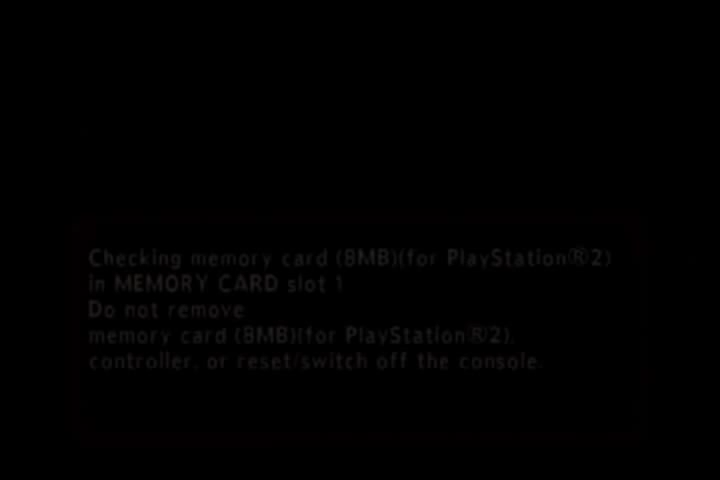 Checking memory card (8MB)(for PlayStation®2)
in MEMORY CARD slot 1
Do not remove
memory card (8MB)(for PlayStation®2),
controller, or reset/switch off the console.